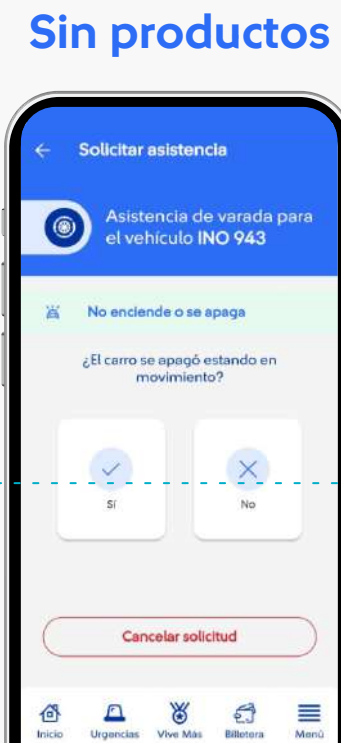 Sin productos
Solicitar asistencia
Asistencia de varada para
el vehículo INO 943
No enciende o se apaga
¿El carro se apagó estando en
movimiento?
Sí
No
Cancelar solicitud
Inicio
Urgencias
Vive Más
Billetera
Menú